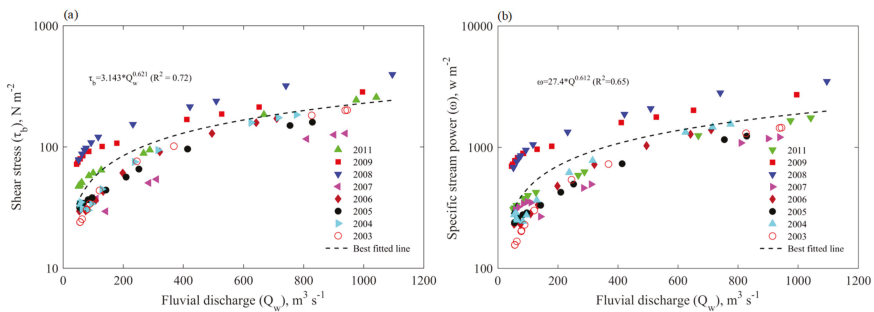 (a)
1000
100
10
Shear stress (τb), N m-2
τb=3.143*Qw0.621 (R2 = 0.72)
2011
2009
2008
2007
2006
2005
2004
2003
Best fitted line
0 200 400 600 800 1000 1200
Fluvial discharge (Qw), m3 s-1
(b)
10000
1000
100
Specific stream power (ω), w m-2
ω=27.4*Qw0.612 (R2=0.65)
2011
2009
2008
2007
2006
2005
2004
2003
Best fitted line
0 200 400 600 800 1000 1200
Fluvial discharge (Qw), m3 s-1